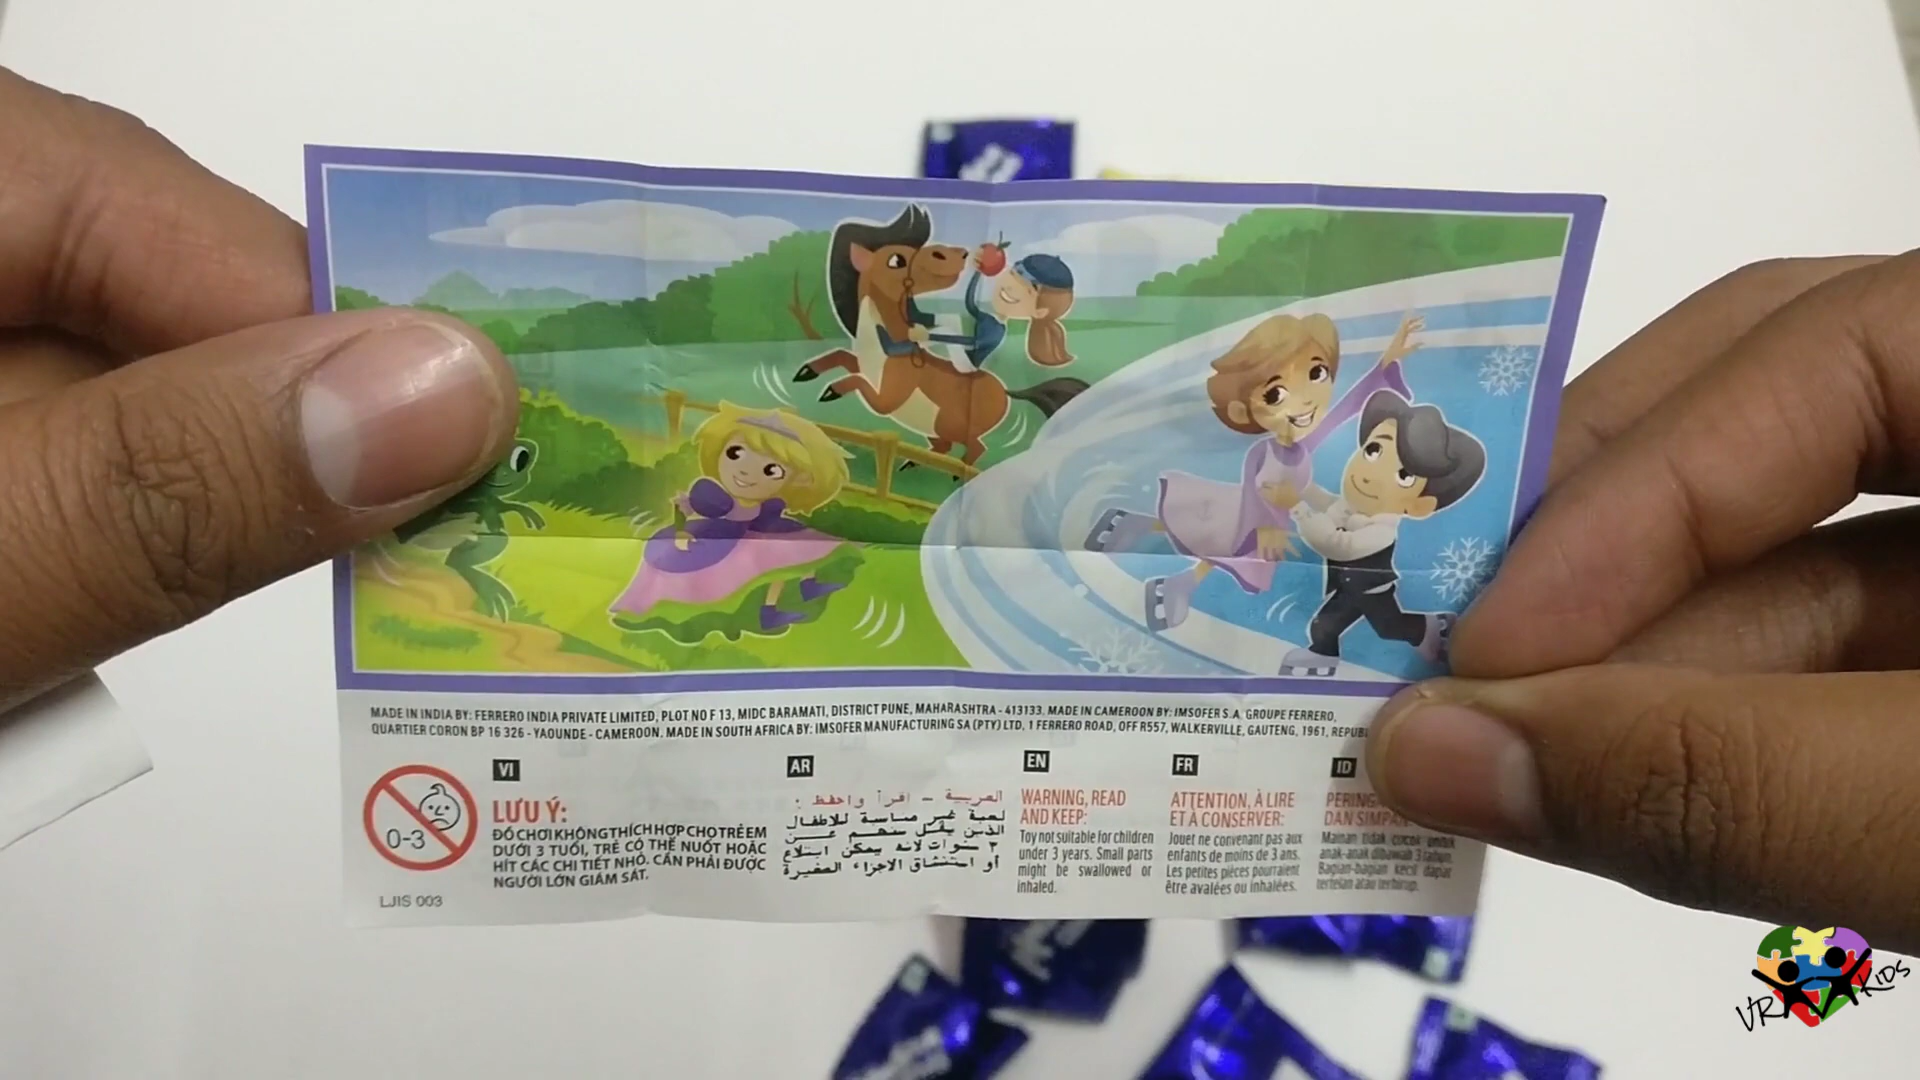 MADE IN INDIA BY: FERRERO INDIA PRIVATE LIMITED, PLOT NO F 13, MIDC BARAMATI, DISTRICT PUNE, MAHARASHTRA - 413133. MADE IN CAMEROON BY: IMSOFER S.A. GROUPE FERRERO,
QUARTIER CORON BP 16 326 - YAOUNDE - CAMEROON. MADE IN SOUTH AFRICA BY: IMSOFER MANUFACTURING SA (PTY) LTD, 1 FERRERO ROAD, OFF R557, WALKERVILLE, GAUTENG, 1961,
0-3
VI
LƯU Ý:
ĐỒ CHƠI KHÔNG THÍCH HỢP CHO TRẺ EM
DƯỚI 3 TUỔI, TRẺ CÓ THỂ NUỐT HOẶC
HÍT CÁC CHI TIẾT NHỎ. CẦN PHẢI ĐƯỢC
NGƯỜI LỚN GIÁM SÁT.
LJIS 003
AR
العربية - اقرأ واحفظ :
لعبة غير مناسبة للاطفال
الذين يقل سنهم عن
٣ سنوات لانه يمكن ابتلاع
أو استنشاق الاجزاء الصغيرة
EN
WARNING, READ
AND KEEP:
Toy not suitable for children
under 3 years. Small parts
might be swallowed or
inhaled.
FR
ATTENTION, À LIRE
ET À CONSERVER:
Jouet ne convenant pas aux
enfants de moins de 3 ans.
Les petites pièces pourraient
être avalées ou inhalées.
ID
DAN
Mainan tidak cocok untuk
anak-anak dibawah 3 tahun.
Bagian-bagian kecil dapat
tertelan atau terhirup.
VR KIDS